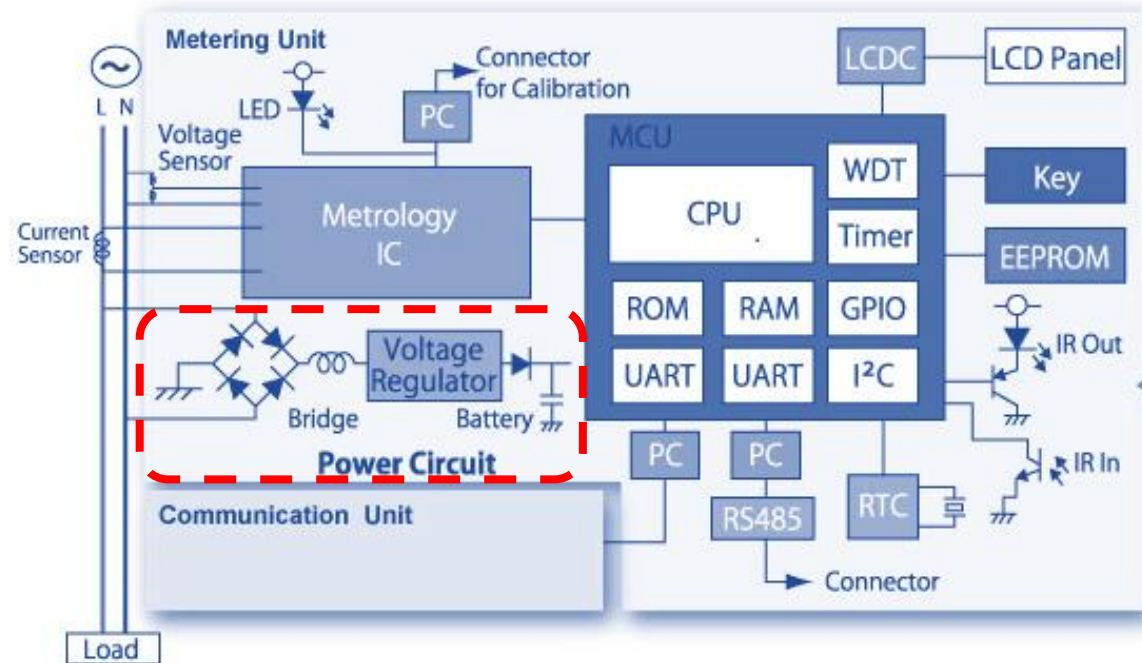 Metering Unit
L N
Voltage
Sensor
Current
Sensor
LED
PC
Connector
for Calibration
Metrology
IC
Bridge
Voltage
Regulator
Battery
Power Circuit
Communication Unit
Load
MCU
CPU
WDT
Timer
ROM
RAM
GPIO
UART
UART
I²C
LCDC
LCD Panel
Key
EEPROM
IR Out
IR In
PC
PC
RS485
RTC
Connector